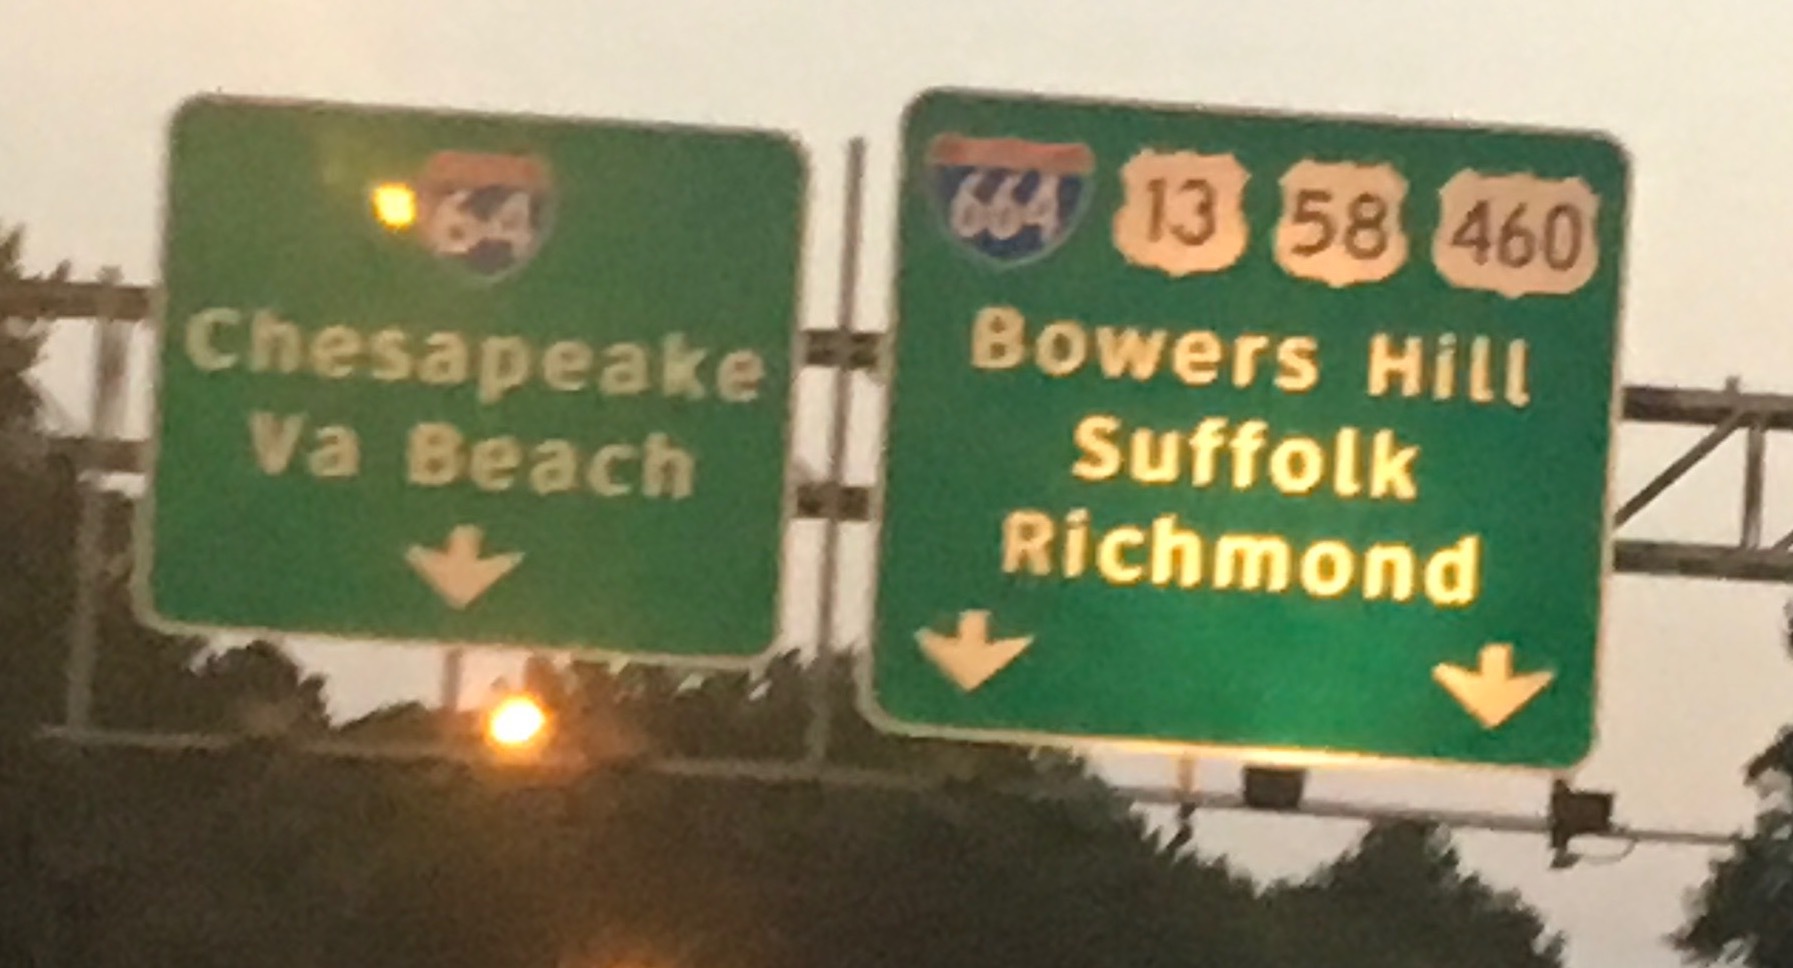 64
Chesapeake
Va Beach
664 13 58 460
Bowers Hill
Suffolk
Richmond